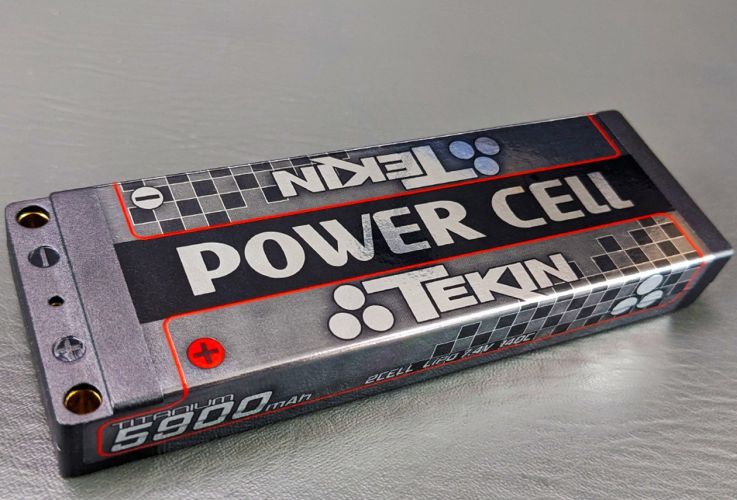 TEKIN
POWER CELL
TEKIN
2CELL LiPO 7.4V 140C
TITANIUM
5900mAh